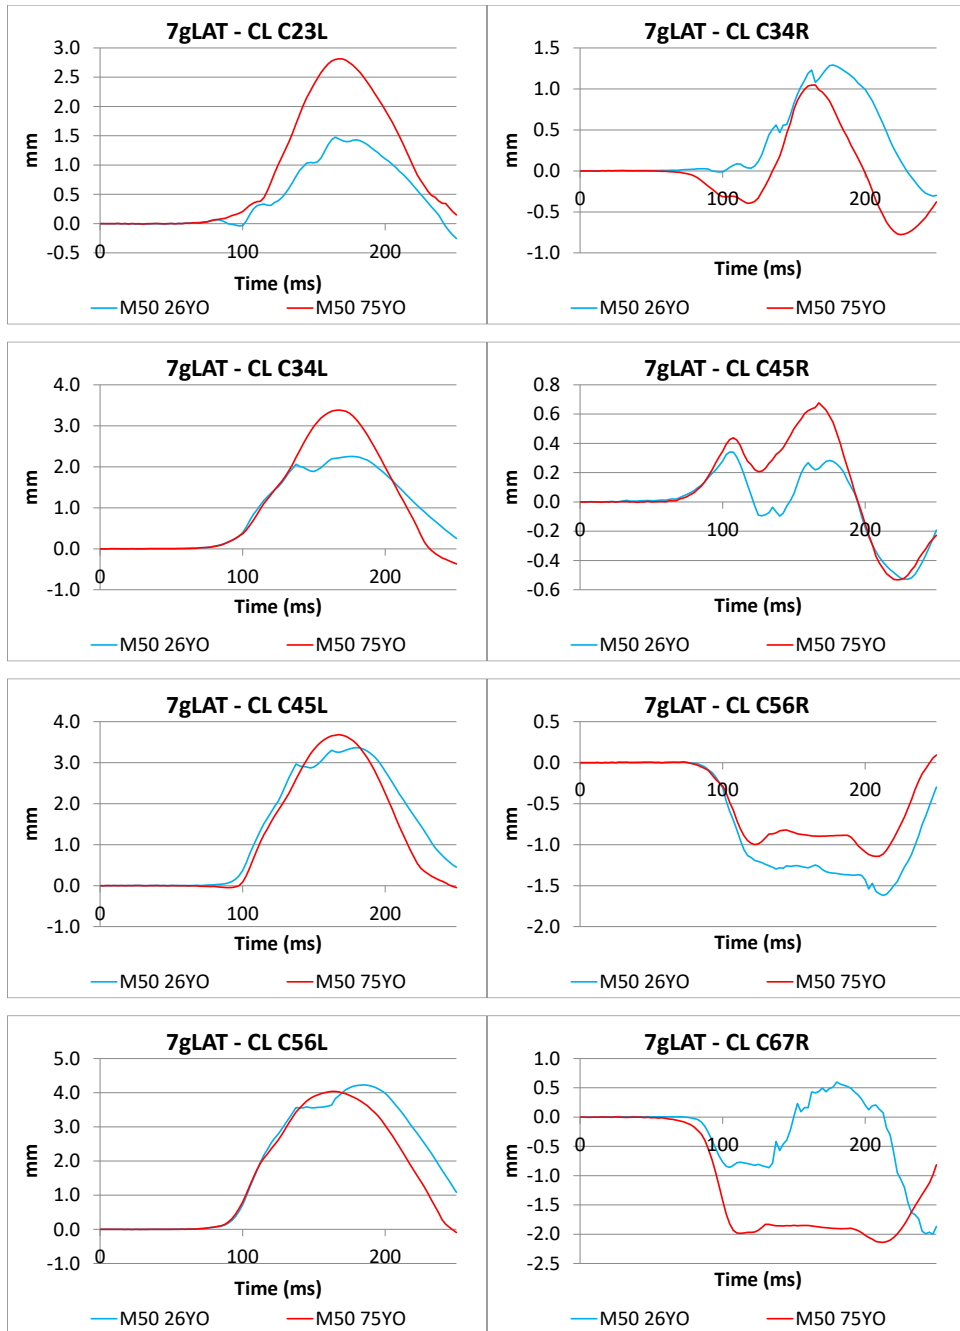 7gLAT - CL C23L
3.0
2.5
2.0
1.5
1.0
0.5
0.0
-0.5
mm
0 100 200
Time (ms)
M50 26YO M50 75YO
7gLAT - CL C34R
1.5
1.0
0.5
0.0
-0.5
-1.0
mm
0 100 200
Time (ms)
M50 26YO M50 75YO
7gLAT - CL C34L
4.0
3.0
2.0
1.0
0.0
-1.0
mm
0 100 200
Time (ms)
M50 26YO M50 75YO
7gLAT - CL C45R
0.8
0.6
0.4
0.2
0.0
-0.2
-0.4
-0.6
mm
0 100 200
Time (ms)
M50 26YO M50 75YO
7gLAT - CL C45L
4.0
3.0
2.0
1.0
0.0
-1.0
mm
0 100 200
Time (ms)
M50 26YO M50 75YO
7gLAT - CL C56R
0.5
0.0
-0.5
-1.0
-1.5
-2.0
mm
0 100 200
Time (ms)
M50 26YO M50 75YO
7gLAT - CL C56L
5.0
4.0
3.0
2.0
1.0
0.0
-1.0
mm
0 100 200
Time (ms)
M50 26YO M50 75YO
7gLAT - CL C67R
1.0
0.5
0.0
-0.5
-1.0
-1.5
-2.0
-2.5
mm
0 100 200
Time (ms)
M50 26YO M50 75YO